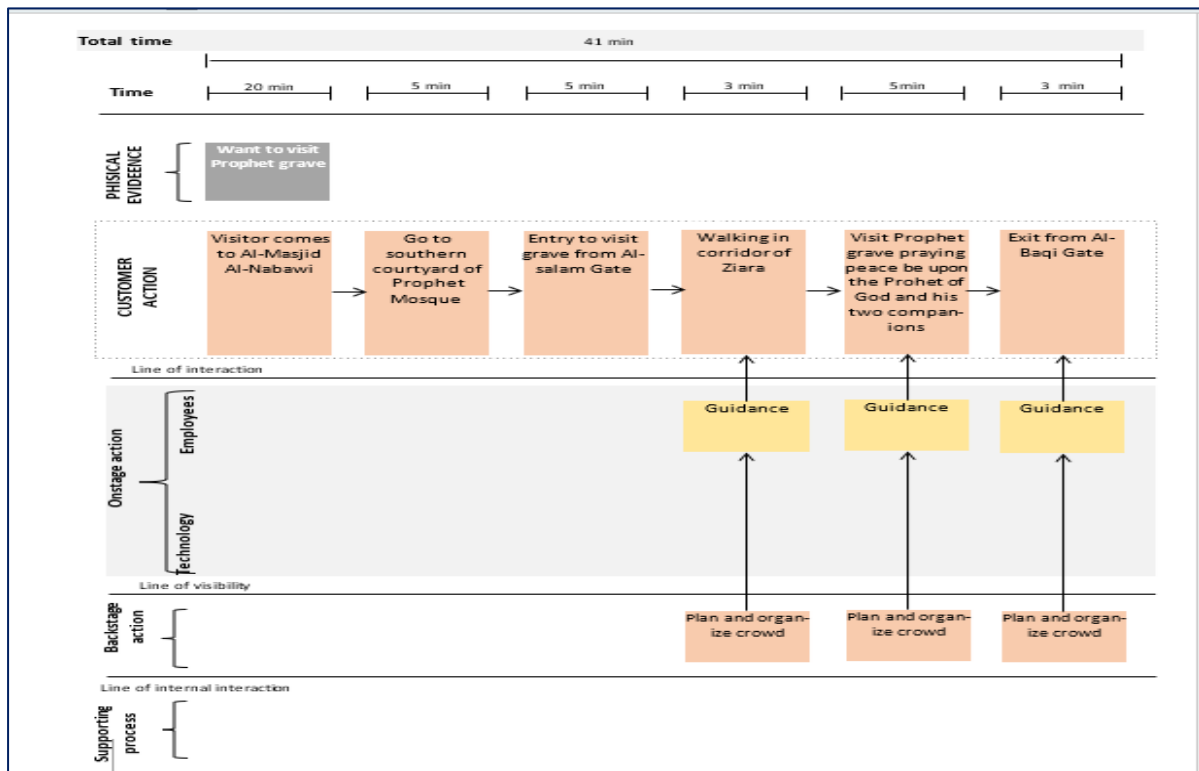 Total time
41 min
Time
20 min
5 min
5 min
3 min
5min
3 min
PHISICAL
EVIDEENCE
Want to visit
Prophet grave
CUSTOMER
ACTION
Visitor comes
to Al-Masjid
Al-Nabawi
Go to
southern
courtyard of
Prophet
Mosque
Entry to visit
grave from Al-
salam Gate
Walking in
corridor of
Ziara
Visit Prophet
grave praying
peace be upon
the Prohet of
God and his
two compan-
ions
Exit from Al-
Baqi Gate
Line of interaction
Onstage action
Employees
Guidance
Guidance
Guidance
Technology
Line of visibility
Backstage
action
Plan and organ-
ize crowd
Plan and organ-
ize crowd
Plan and organ-
ize crowd
Line of internal interaction
Supporting
process